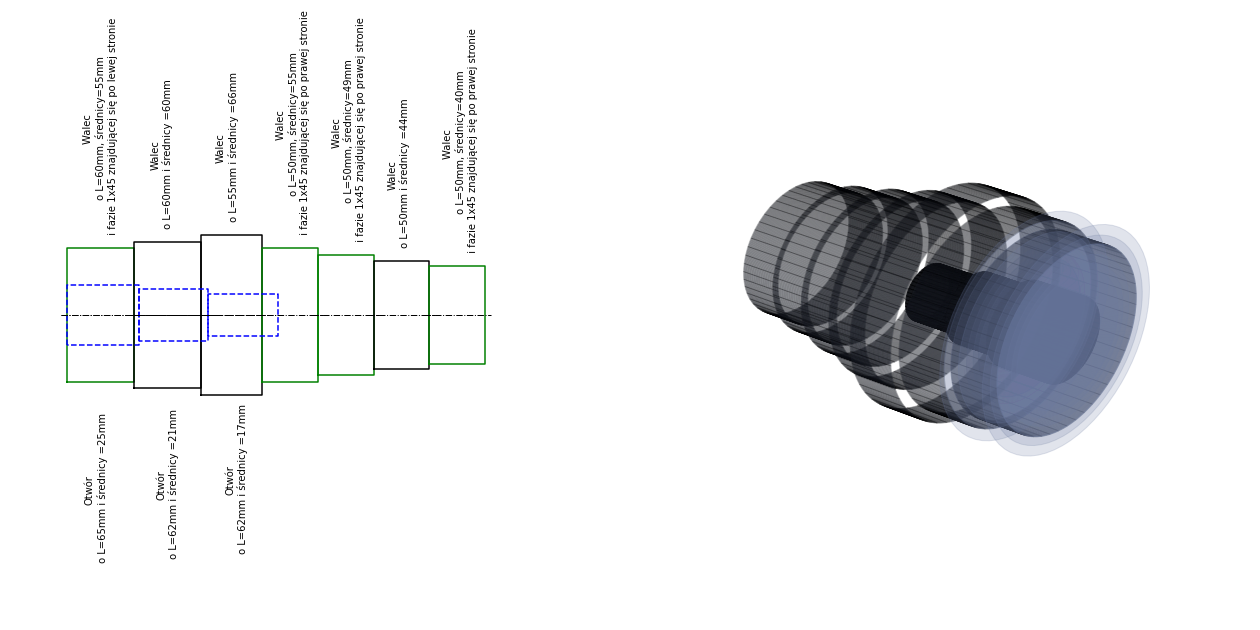 Walec
o L=60mm, średnicy=55mm
i fazie 1x45 znajdującej się po lewej stronie
Walec
o L=60mm i średnicy =60mm
Walec
o L=55mm i średnicy =66mm
Walec
o L=50mm, średnicy=55mm
i fazie 1x45 znajdującej się po prawej stronie
Walec
o L=50mm, średnicy=49mm
i fazie 1x45 znajdującej się po prawej stronie
Walec
o L=50mm i średnicy =44mm
Walec
o L=50mm, średnicy=40mm
i fazie 1x45 znajdującej się po prawej stronie
Otwór
o L=65mm i średnicy =25mm
Otwór
o L=62mm i średnicy =21mm
Otwór
o L=62mm i średnicy =17mm